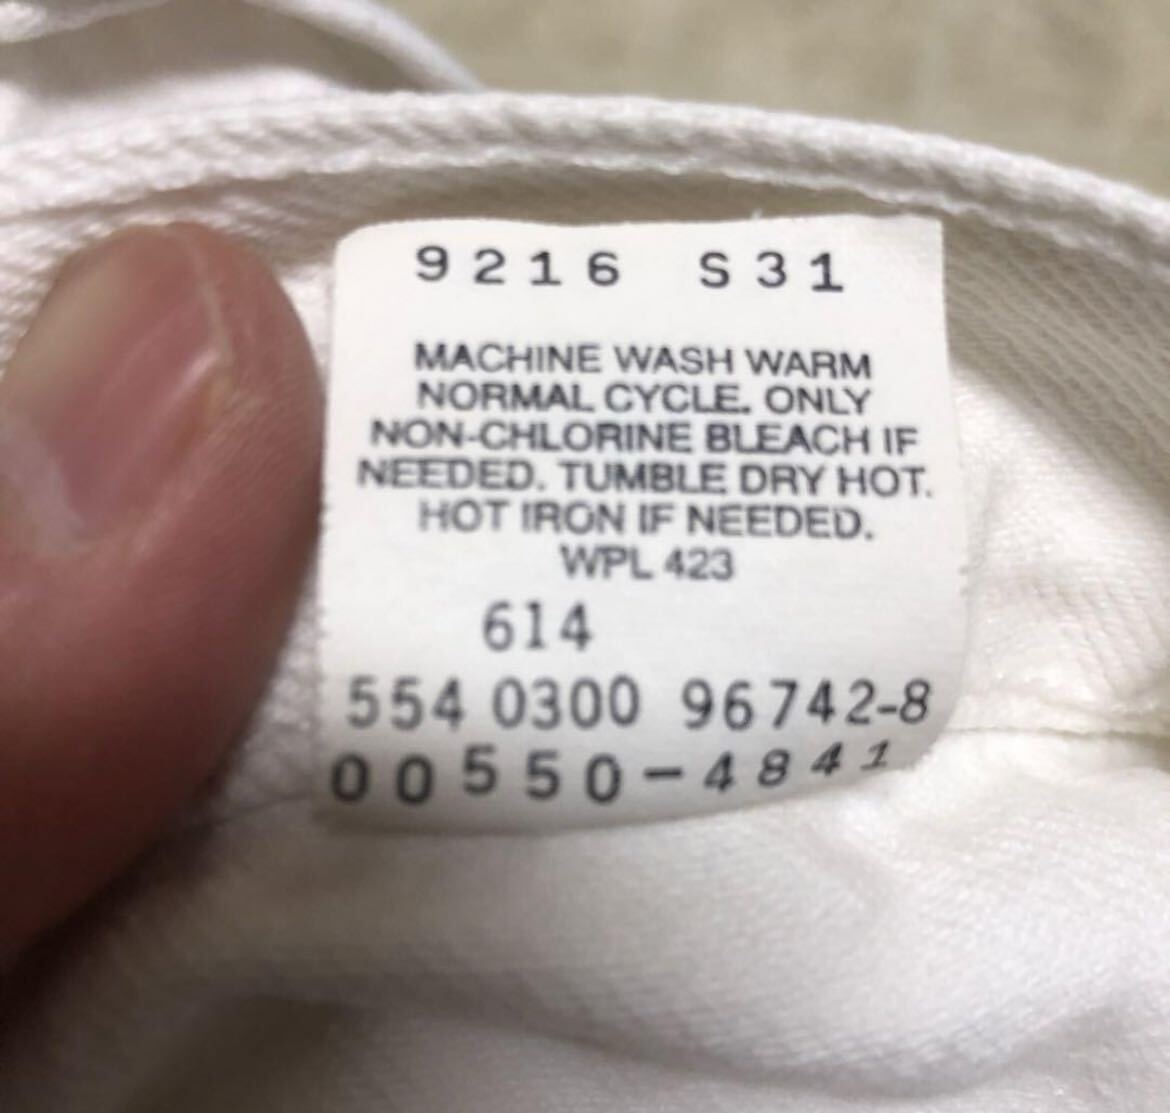 9216 S31
MACHINE WASH WARM
NORMAL CYCLE. ONLY
NON-CHLORINE BLEACH IF
NEEDED. TUMBLE DRY HOT.
HOT IRON IF NEEDED.
WPL 423
614
554 0300 96742-8
00550-4841